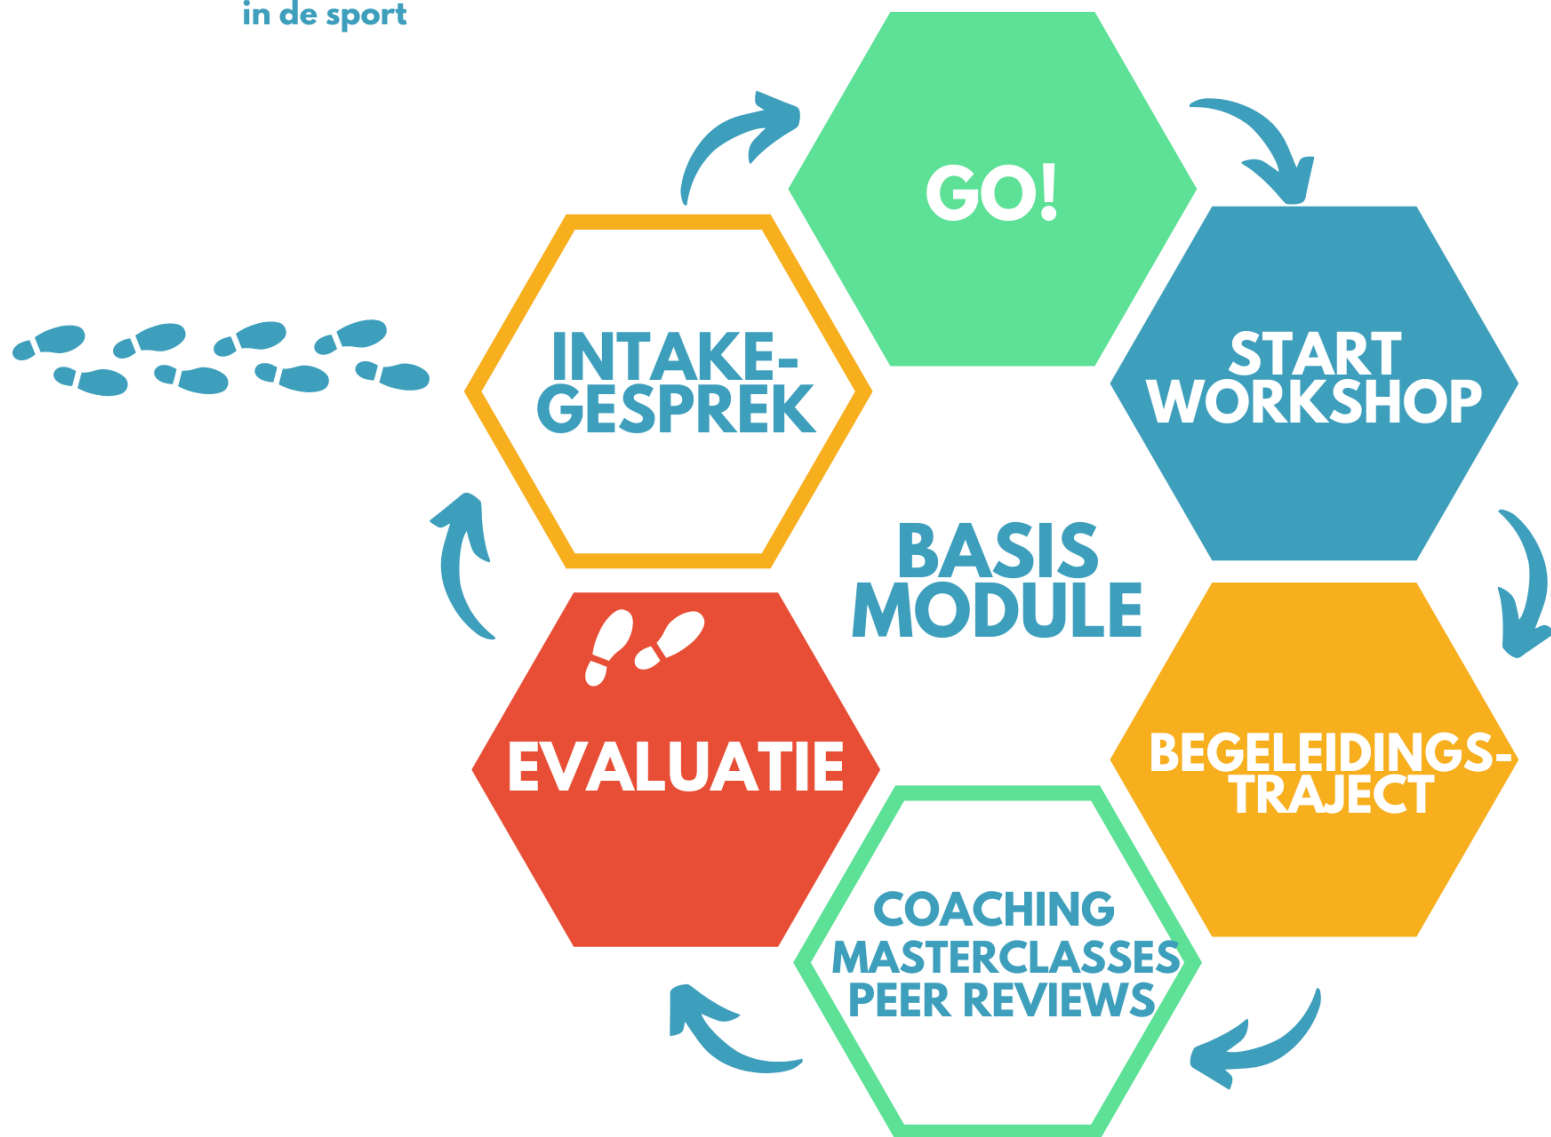 in de sport
GO!
START
WORKSHOP
INTAKE-
GESPREK
BASIS
MODULE
BEGELEIDINGS-
TRAJECT
EVALUATIE
COACHING
MASTERCLASSES
PEER REVIEWS